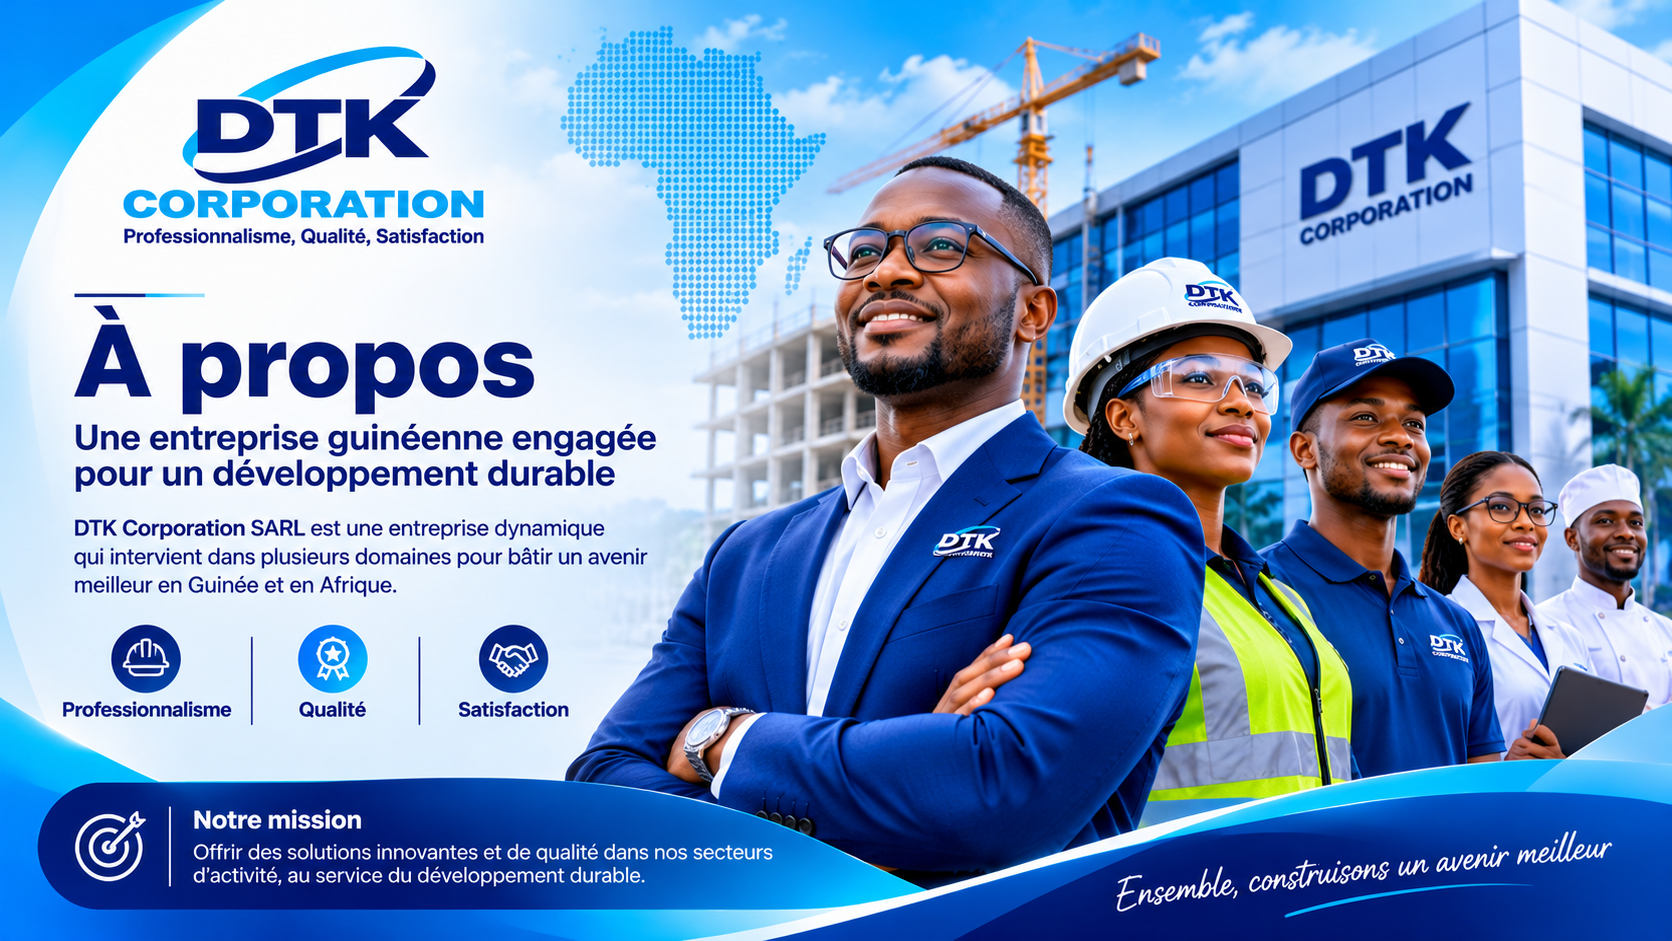 DTK
CORPORATION
Professionnalisme, Qualité, Satisfaction
À propos
Une entreprise guinéenne engagée
pour un développement durable
DTK Corporation SARL est une entreprise dynamique
qui intervient dans plusieurs domaines pour bâtir un avenir
meilleur en Guinée et en Afrique.
Professionnalisme
Qualité
Satisfaction
Notre mission
Offrir des solutions innovantes et de qualité dans nos secteurs
d'activité, au service du développement durable.
DTK
CORPORATION
DTK
DTK
DTK
DTK
Ensemble, construisons un avenir meilleur